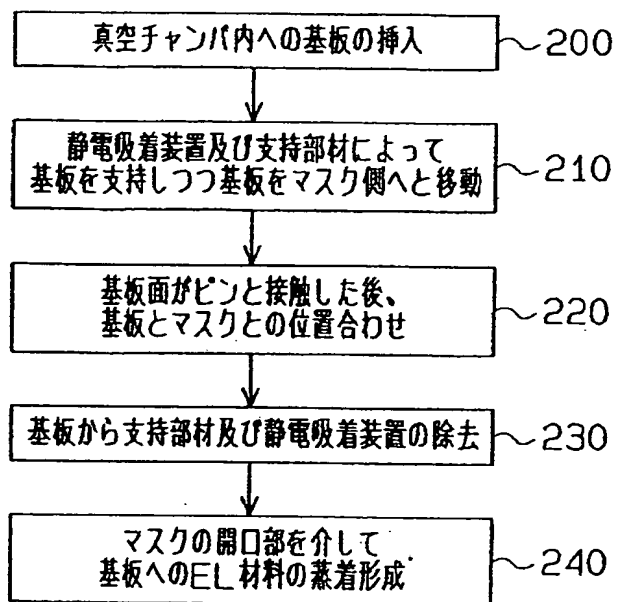 真空チャンバ内への基板の挿入
200
静電吸着装置及び支持部材によって
基板を支持しつつ基板をマスク側へと移動
210
基板面がピンと接触した後、
基板とマスクとの位置合わせ
220
基板から支持部材及び静電吸着装置の除去
230
マスクの開口部を介して
基板へのEL材料の蒸着形成
240